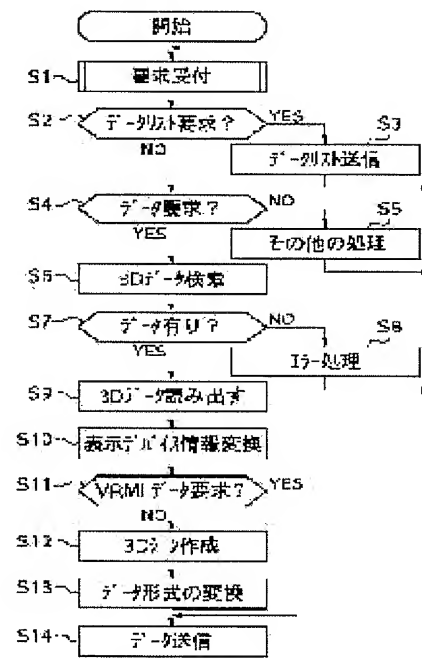 開始
S1 要求受付
S2 データリスト要求? YES
NO
S3
データリスト送信
S4 データ要求? NO
YES
S5
その他の処理
S6 3Dデータ検索
S7 データ有り? NO
YES
S8
エラー処理
S9 3Dデータ読み出す
S10 表示デバイス情報変換
S11 VRMLデータ要求? YES
NO
S12 3Dデータ作成
S13 データ形式の変換
S14 データ送信